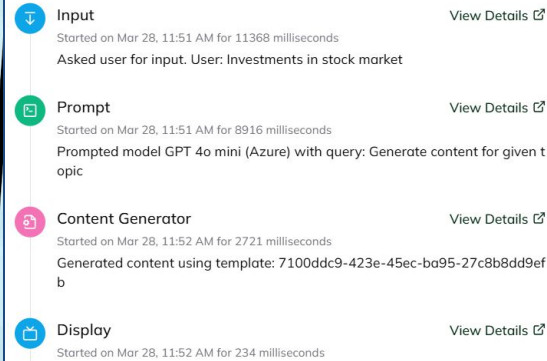 Input
View Details
Started on Mar 28, 11:51 AM for 11368 milliseconds
Asked user for input. User: Investments in stock market
Prompt
View Details
Started on Mar 28, 11:51 AM for 8916 milliseconds
Prompted model GPT 4o mini (Azure) with query: Generate content for given t
opic
Content Generator
View Details
Started on Mar 28, 11:52 AM for 2721 milliseconds
Generated content using template: 7100ddc9-423e-45ec-ba95-27c8b8dd9ef
b
Display
View Details
Started on Mar 28, 11:52 AM for 234 milliseconds